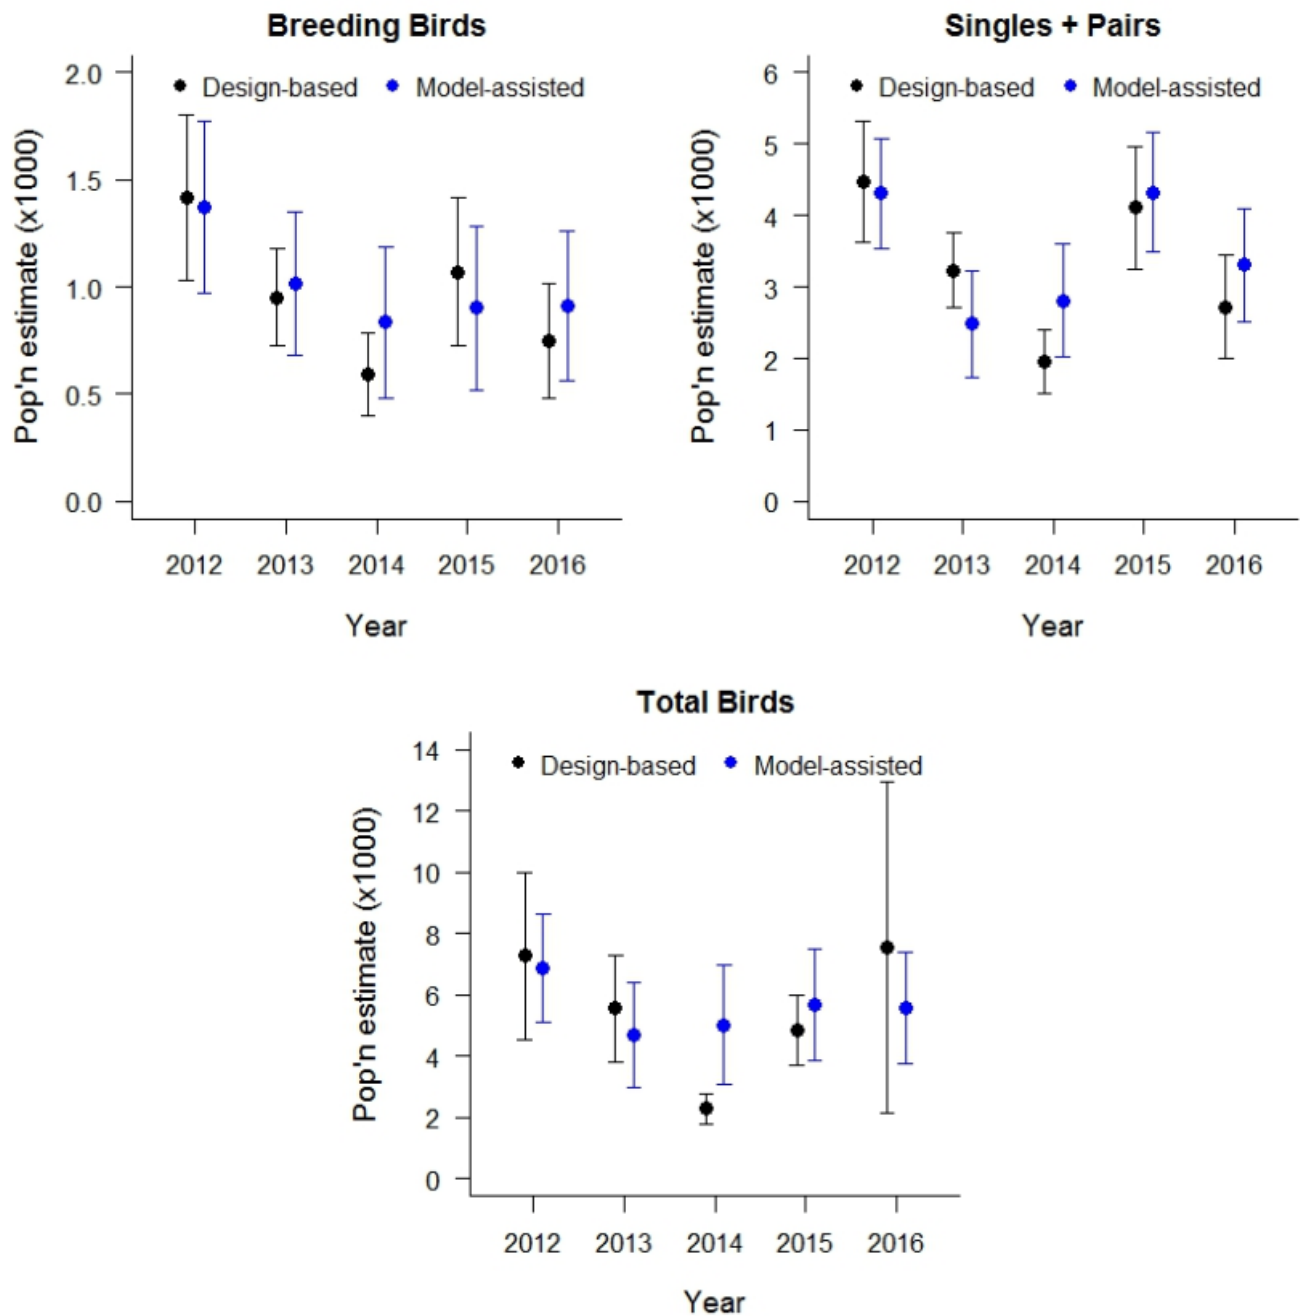 Breeding Birds
Design-based Model-assisted
Pop'n estimate (x1000)
2.0
1.5
1.0
0.5
0.0
2012 2013 2014 2015 2016
Year
Singles + Pairs
Design-based Model-assisted
Pop'n estimate (x1000)
6
5
4
3
2
1
0
2012 2013 2014 2015 2016
Year
Total Birds
Design-based Model-assisted
Pop'n estimate (x1000)
14
12
10
8
6
4
2
0
2012 2013 2014 2015 2016
Year